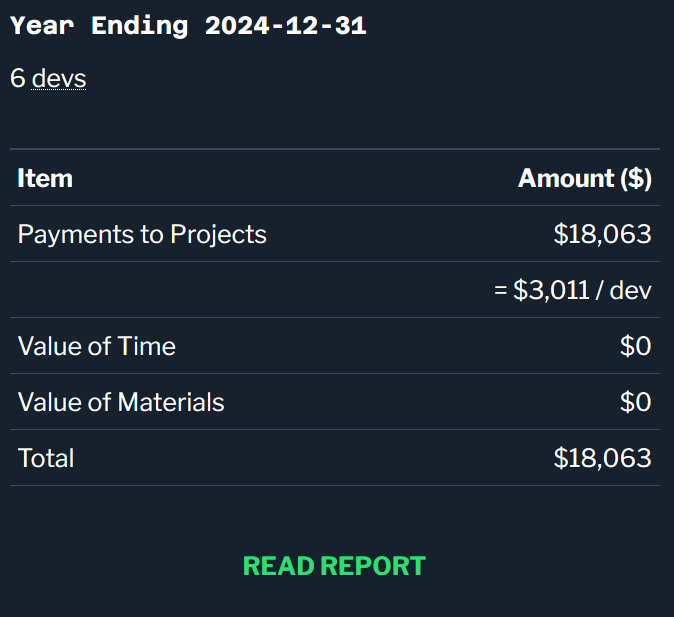 Year Ending 2024-12-31
6 devs
Item Amount ($)
Payments to Projects $18,063
= $3,011 / dev
Value of Time $0
Value of Materials $0
Total $18,063
READ REPORT